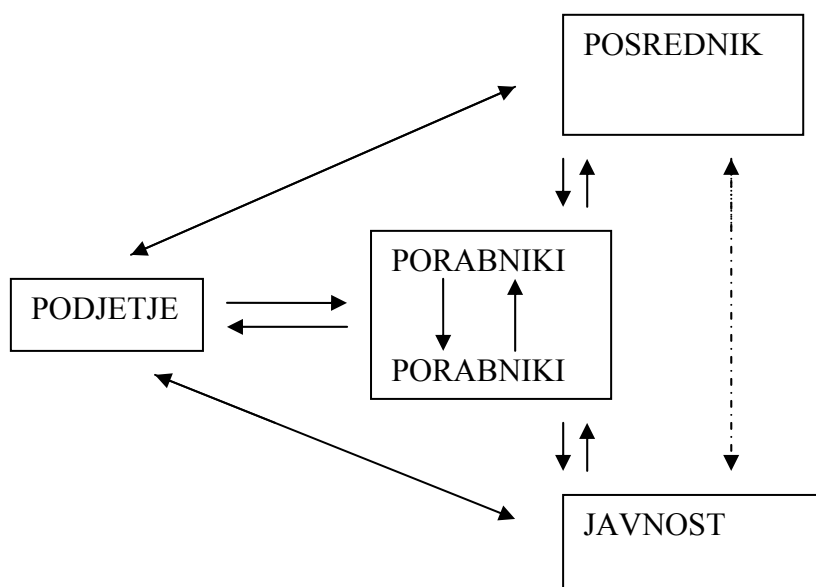 POSREDNIK
PORABNIKI
PODJETJE
PORABNIKI
JAVNOST